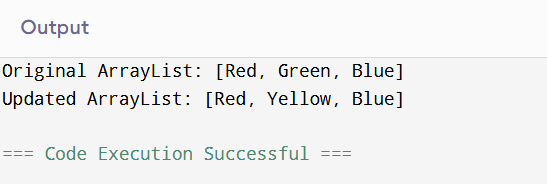 Output
Original ArrayList: [Red, Green, Blue]
Updated ArrayList: [Red, Yellow, Blue]
=== Code Execution Successful ===